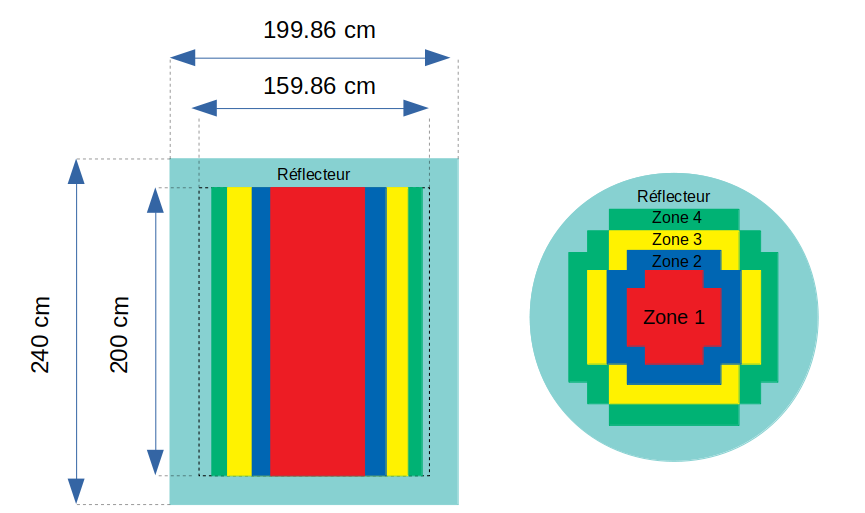 199.86 cm
159.86 cm
Réflecteur
240 cm
200 cm
Réflecteur
Zone 4
Zone 3
Zone 2
Zone 1